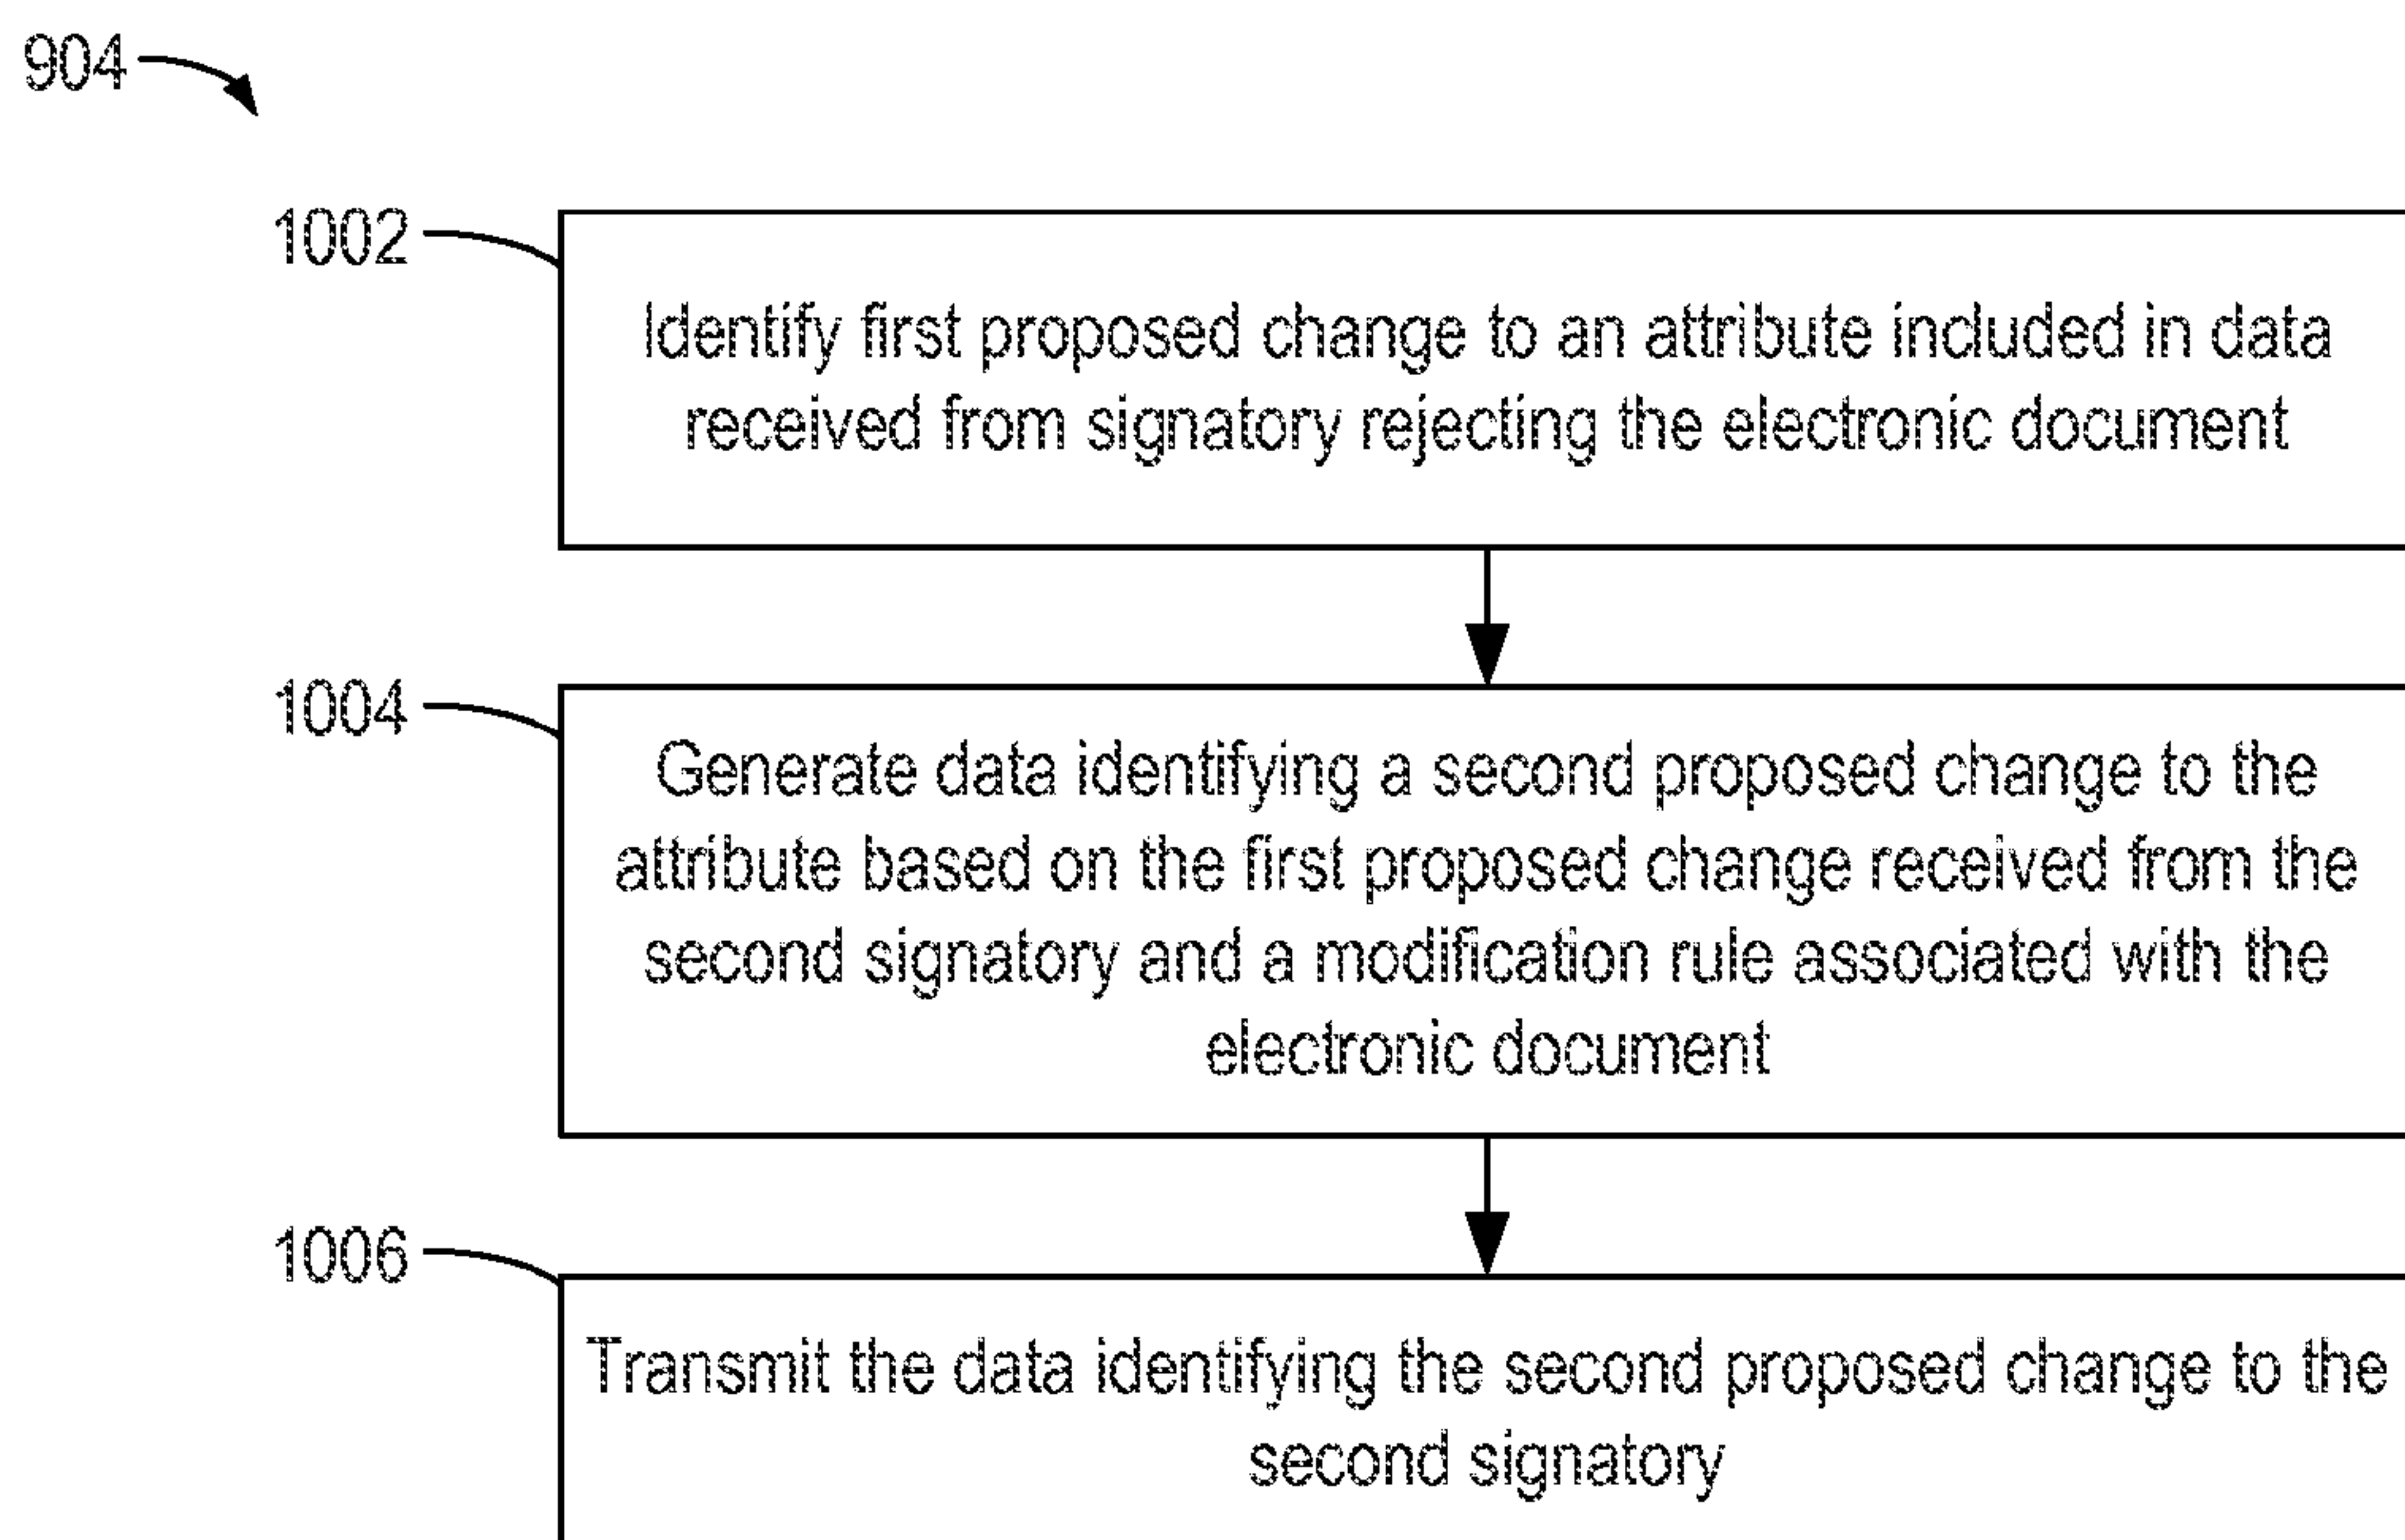 904
1002
Identify first proposed change to an attribute included in data
received from signatory rejecting the electronic document
1004
Generate data identifying a second proposed change to the
attribute based on the first proposed change received from the
second signatory and a modification rule associated with the
electronic document
1006
Transmit the data identifying the second proposed change to the
second signatory